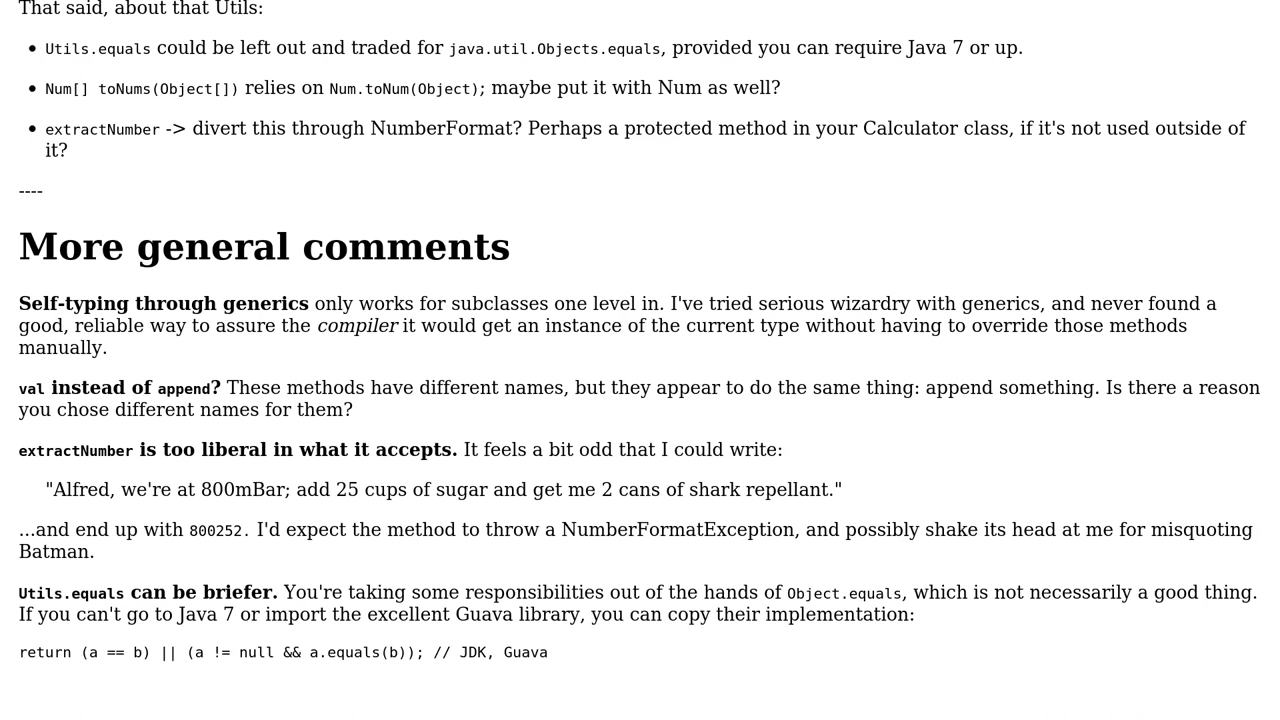 That said, about that Utils:
• Utils.equals could be left out and traded for java.util.Objects.equals, provided you can require Java 7 or up.
• Num[] toNums(Object[]) relies on Num.toNum(Object); maybe put it with Num as well?
• extractNumber -> divert this through NumberFormat? Perhaps a protected method in your Calculator class, if it's not used outside of
it?
----
More general comments
Self-typing through generics only works for subclasses one level in. I've tried serious wizardry with generics, and never found a
good, reliable way to assure the compiler it would get an instance of the current type without having to override those methods
manually.
val instead of append? These methods have different names, but they appear to do the same thing: append something. Is there a reason
you chose different names for them?
extractNumber is too liberal in what it accepts. It feels a bit odd that I could write:
"Alfred, we're at 800mBar; add 25 cups of sugar and get me 2 cans of shark repellant."
...and end up with 800252. I'd expect the method to throw a NumberFormatException, and possibly shake its head at me for misquoting
Batman.
Utils.equals can be briefer. You're taking some responsibilities out of the hands of Object.equals, which is not necessarily a good thing.
If you can't go to Java 7 or import the excellent Guava library, you can copy their implementation:
return (a == b) || (a != null && a.equals(b)); // JDK, Guava